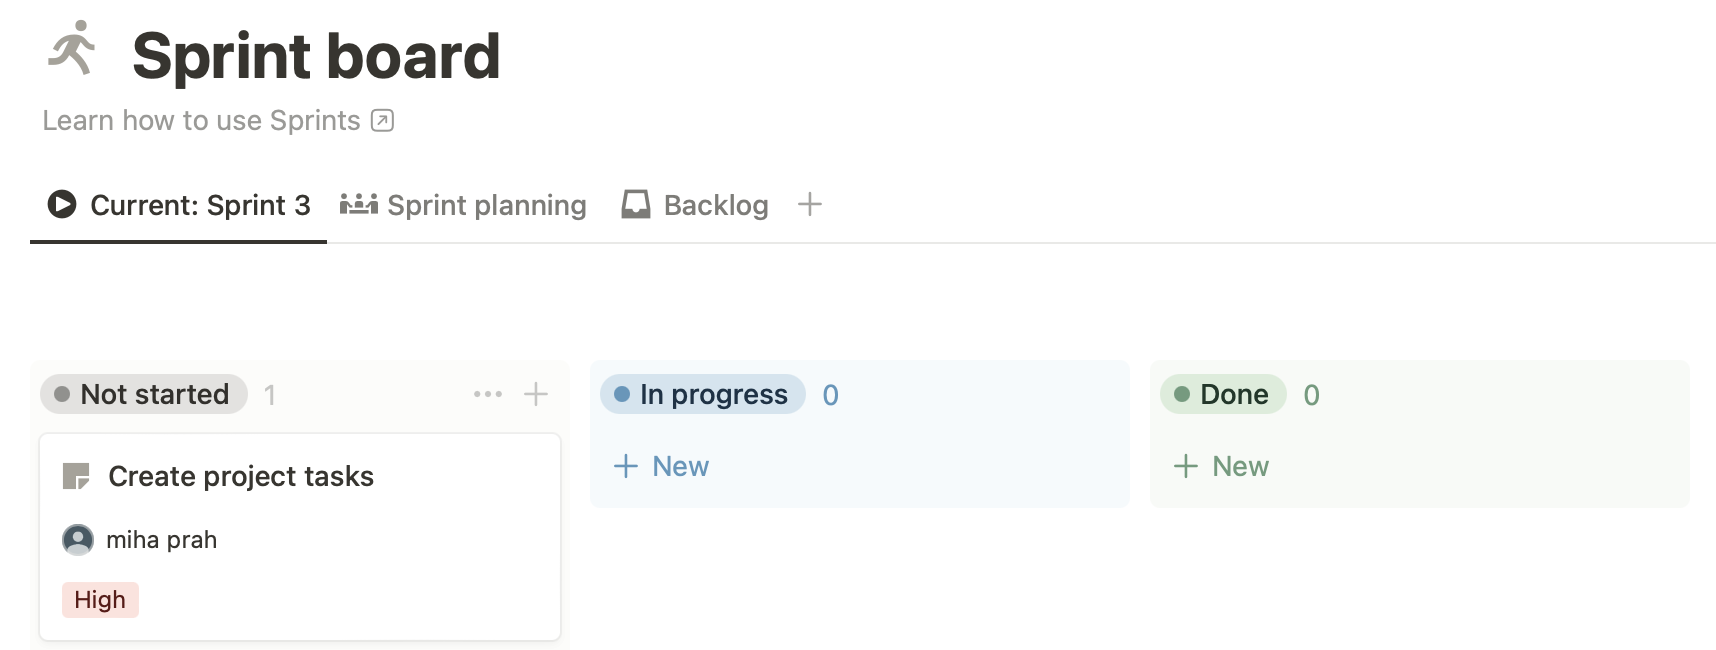 Sprint board
Learn how to use Sprints
Current: Sprint 3 Sprint planning Backlog
Not started 1 In progress 0 Done 0
Create project tasks
miha prah
High
+ New
+ New